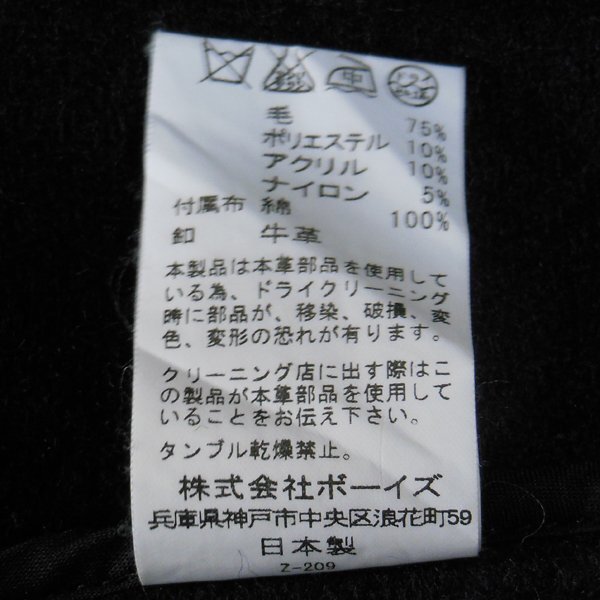 毛 75%
ポリエステル 10%
アクリル 10%
ナイロン 5%
付属布 綿 100%
釦 牛革
本製品は本革部品を使用して
いる為、ドライクリーニング
時に部品が、移染、破損、変
色、変形の恐れが有ります。
クリーニング店に出す際はこ
の製品が本革部品を使用して
いることをお伝え下さい。
タンブル乾燥禁止。
株式会社ボーイズ
兵庫県神戸市中央区浪花町59
日本製
Z-209